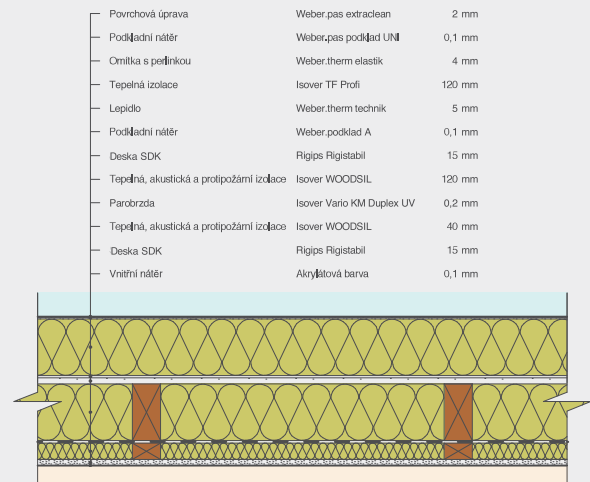 Povrchová úprava Weber.pas extraclean 2 mm
Podkladní nátěr Weber.pas podklad UNI 0,1 mm
Omítka s perlinkou Weber.therm elastik 4 mm
Tepelná izolace Isover TF Profi 120 mm
Lepidlo Weber.therm technik 5 mm
Podkladní nátěr Weber.podklad A 0,1 mm
Deska SDK Rigips Rigistabil 15 mm
Tepelná, akustická a protipožární izolace Isover WOODSIL 120 mm
Parobrzda Isover Vario KM Duplex UV 0,2 mm
Tepelná, akustická a protipožární izolace Isover WOODSIL 40 mm
Deska SDK Rigips Rigistabil 15 mm
Vnitřní nátěr Akrylátová barva 0,1 mm